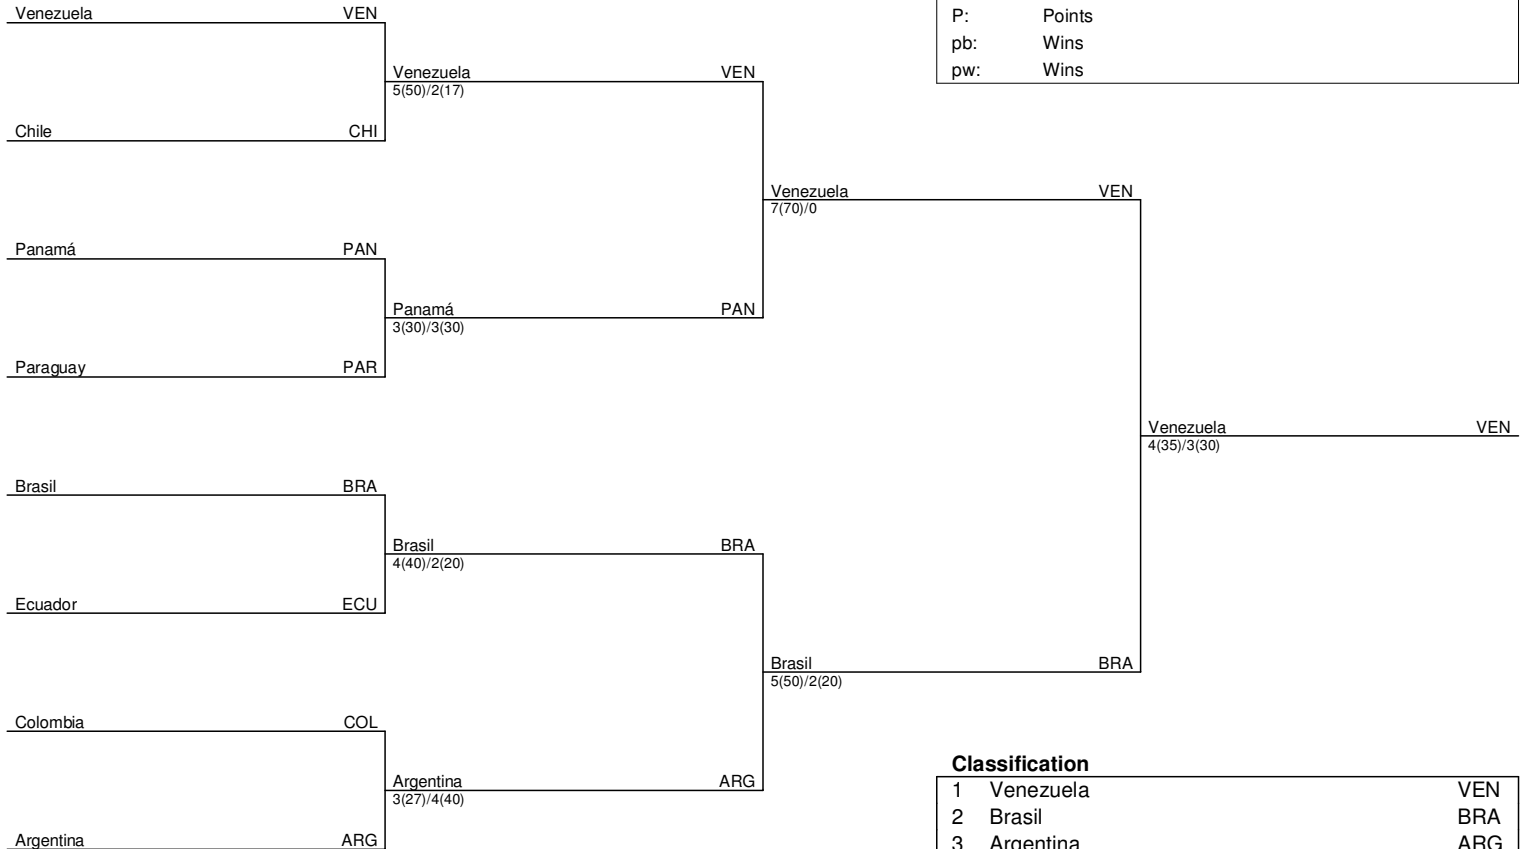 Venezuela VEN
P: Points
pb: Wins
pw: Wins
Venezuela VEN
5(50)/2(17)
Chile CHI
Venezuela VEN
7(70)/0
Panamá PAN
Panamá PAN
3(30)/3(30)
Paraguay PAR
Venezuela VEN
4(35)/3(30)
Brasil BRA
Brasil BRA
4(40)/2(20)
Ecuador ECU
Brasil BRA
5(50)/2(20)
Colombia COL
Argentina ARG
3(27)/4(40)
Argentina ARG
Classification
1 Venezuela VEN
2 Brasil BRA
3 Argentina ARG